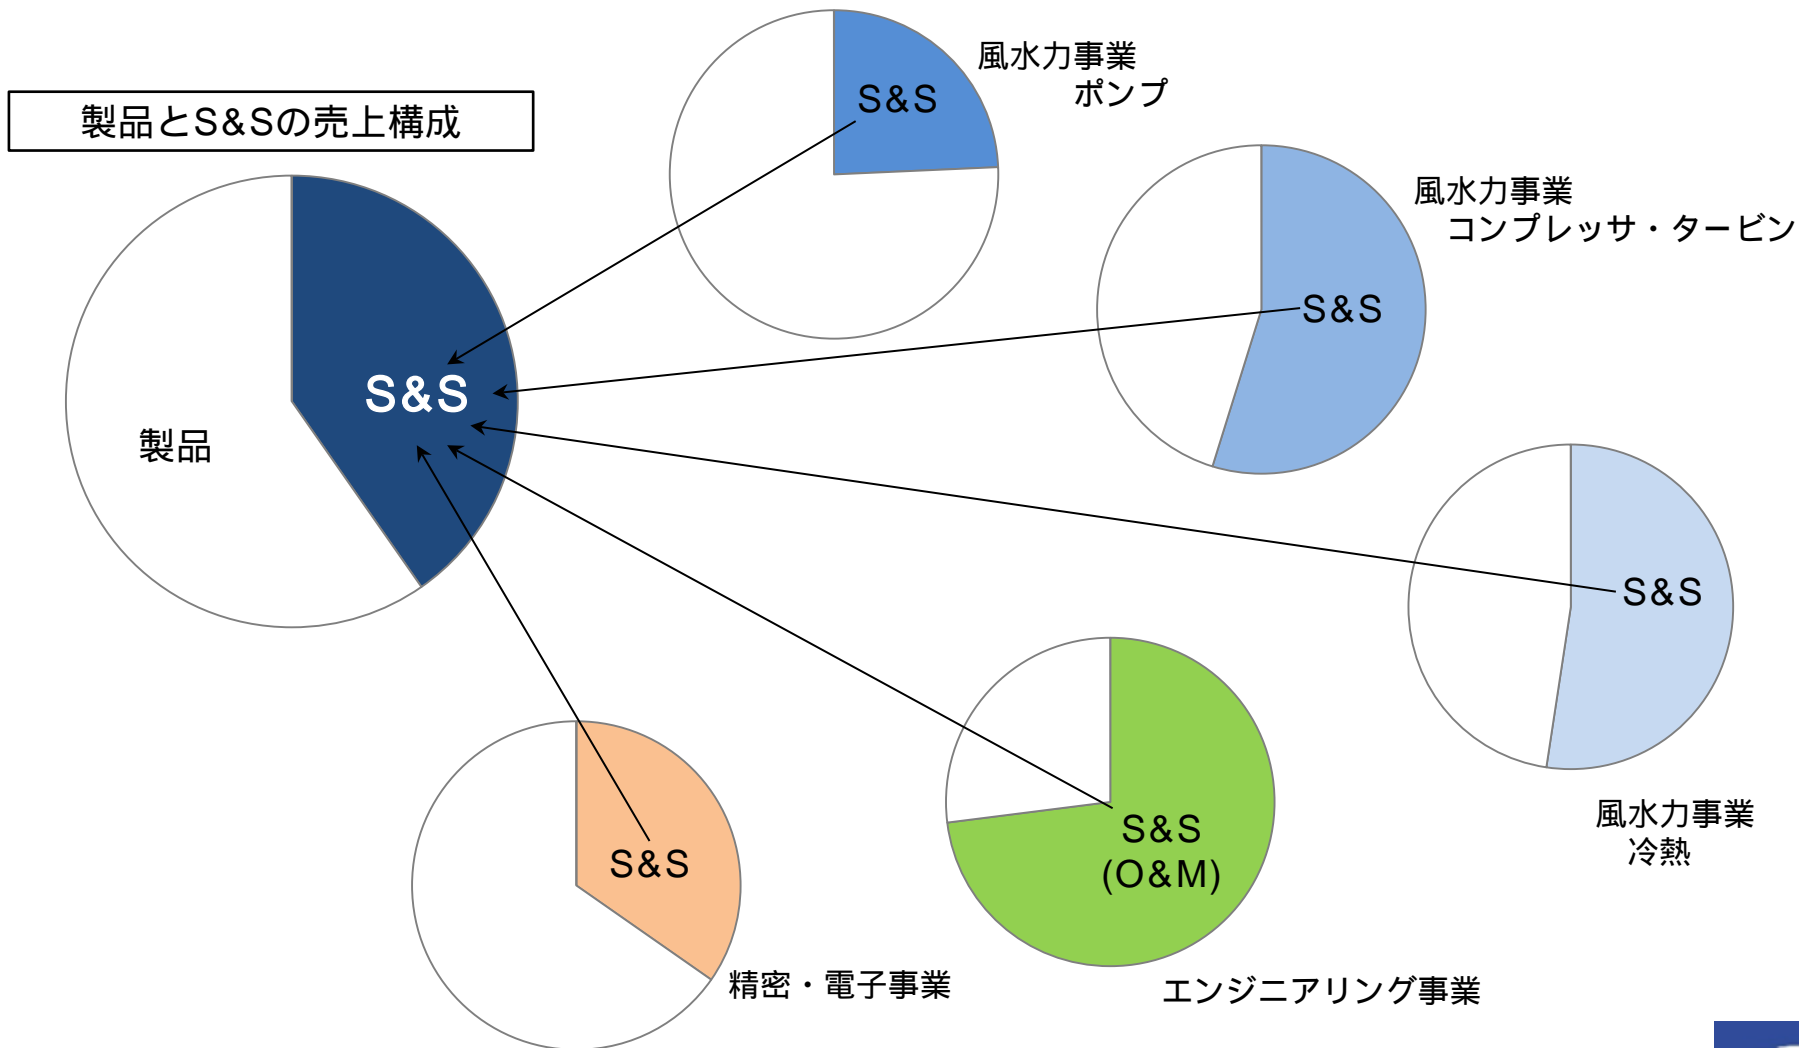 製品とS&Sの売上構成
S&S
製品
S&S
風水力事業
ポンプ
S&S
風水力事業
コンプレッサ・タービン
S&S
風水力事業
冷熱
S&S
(O&M)
エンジニアリング事業
S&S
精密・電子事業